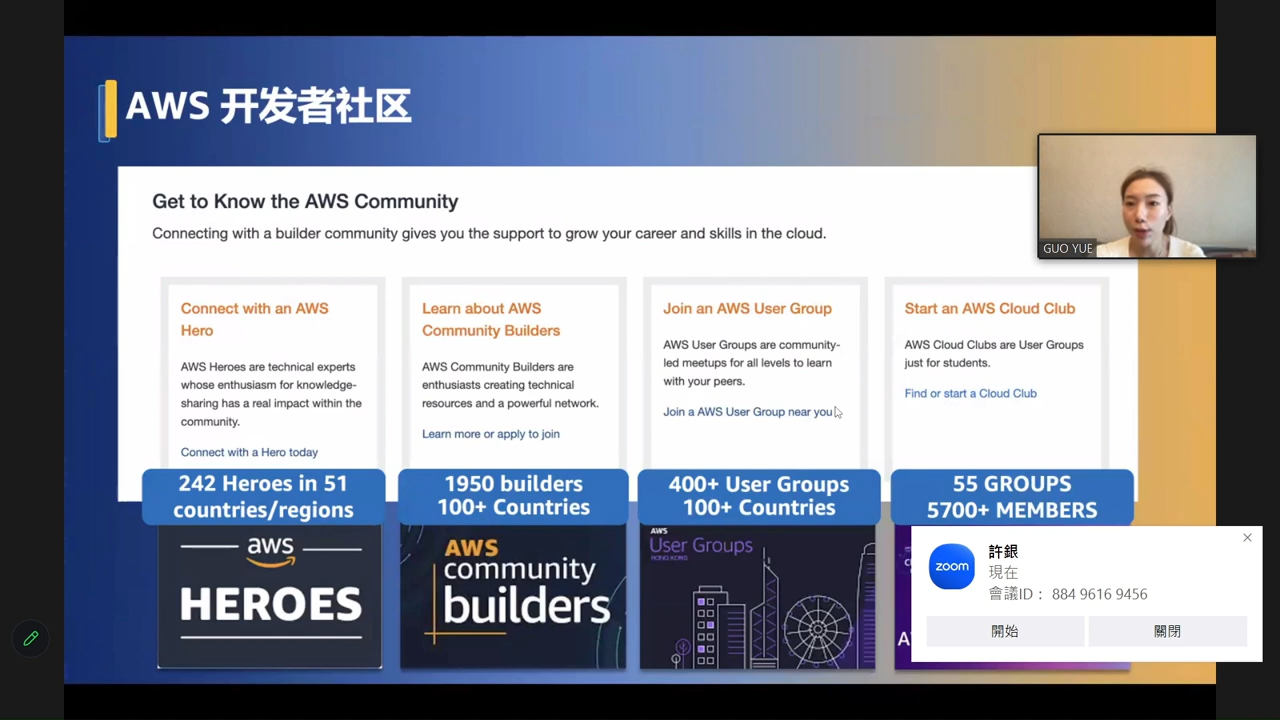 AWS 开发者社区
Get to Know the AWS Community
Connecting with a builder community gives you the support to grow your career and skills in the cloud.
GUO YUE
Connect with an AWS
Hero
AWS Heroes are technical experts
whose enthusiasm for knowledge-
sharing has a real impact within the
community.
Connect with a Hero today
242 Heroes in 51
countries/regions
aws
HEROES
Learn about AWS
Community Builders
AWS Community Builders are
enthusiasts creating technical
resources and a powerful network.
Learn more or apply to join
1950 builders
100+ Countries
AWS
community
builders
Join an AWS User Group
AWS User Groups are community-
led meetups for all levels to learn
with your peers.
Join a AWS User Group near you
400+ User Groups
100+ Countries
AWS
User Groups
HONG KONG
Start an AWS Cloud Club
AWS Cloud Clubs are User Groups
just for students.
Find or start a Cloud Club
55 GROUPS
5700+ MEMBERS
zoom
許銀
現在
會議ID： 884 9616 9456
開始
關閉